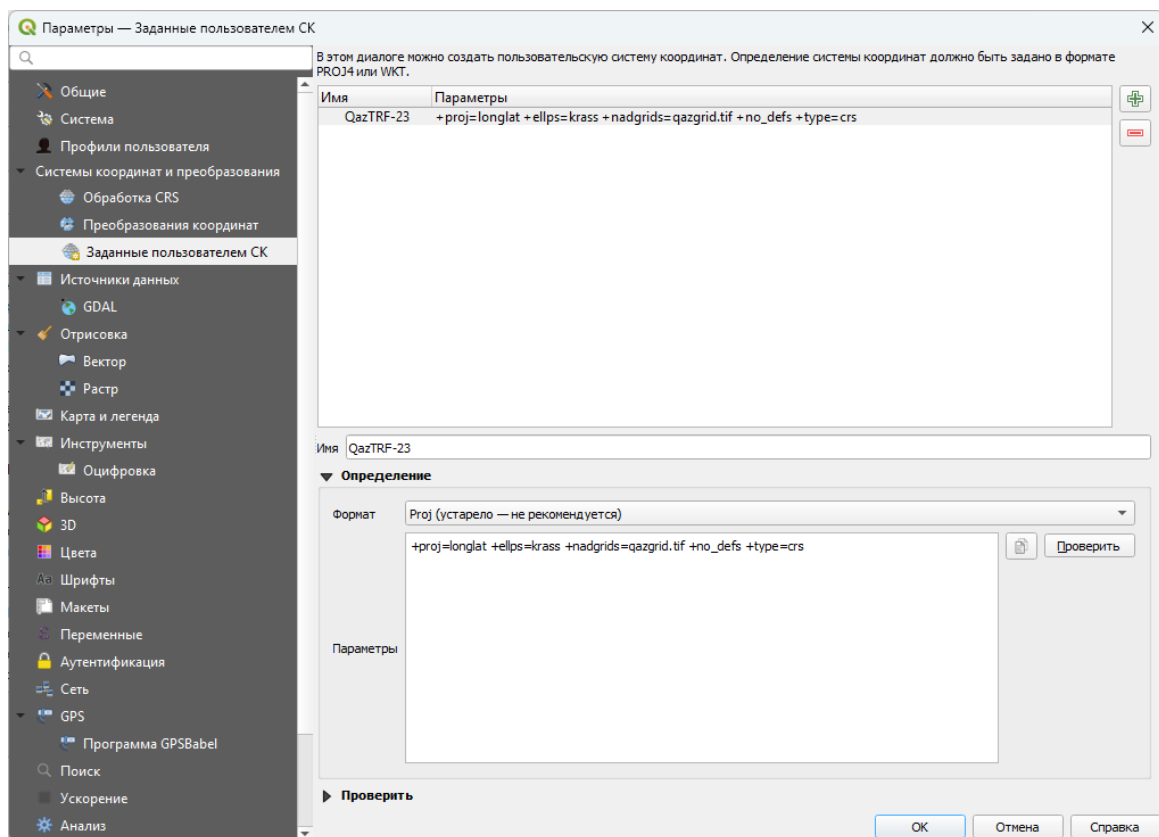 Параметры — Заданные пользователем СК
В этом диалоге можно создать пользовательскую систему координат. Определение системы координат должно быть задано в формате
PROJ4 или WKT.
Общие
Система
Профили пользователя
Системы координат и преобразования
Обработка CRS
Преобразования координат
Заданные пользователем СК
Источники данных
GDAL
Отрисовка
Вектор
Растр
Карта и легенда
Инструменты
Оцифровка
Высота
3D
Цвета
Шрифты
Макеты
Переменные
Аутентификация
Сеть
GPS
Программа GPSBabel
Поиск
Ускорение
Анализ
Имя Параметры
QazTRF-23 +proj=longlat +ellps=krass +nadgrids=qazgrid.tif +no_defs +type=crs
Имя QazTRF-23
Определение
Формат Proj (устарело — не рекомендуется)
Параметры +proj=longlat +ellps=krass +nadgrids=qazgrid.tif +no_defs +type=crs
Проверить
Проверить
OK Отмена Справка